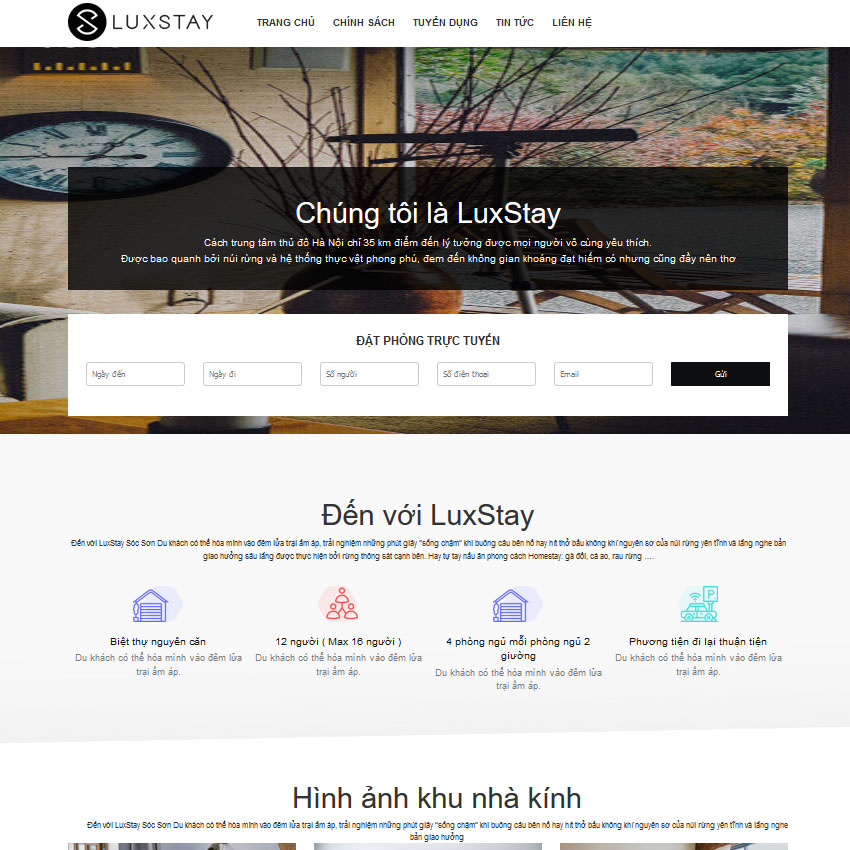 LUXSTAY
TRANG CHỦ CHÍNH SÁCH TUYỂN DỤNG TIN TỨC LIÊN HỆ
Chúng tôi là LuxStay
Cách trung tâm thủ đô Hà Nội chỉ 35 km điểm đến lý tưởng được mọi người vô cùng yêu thích.
Được bao quanh bởi núi rừng và hệ thống thực vật phong phú, đem đến không gian khoáng đạt hiếm có nhưng cũng đầy nên thơ
ĐẶT PHÒNG TRỰC TUYẾN
Ngày đến Ngày đi Số người Số điện thoại Email Gửi
Đến với LuxStay
Đến với LuxStay Sóc Sơn Du khách có thể hòa mình vào đêm lửa trại ấm áp, trải nghiệm những phút giây "sống chậm" khi buông câu bên hồ hay hít thở bầu không khí nguyên sơ của núi rừng yên tĩnh và lắng nghe bản
giao hưởng sâu lắng được thực hiện bởi rừng thông sát cạnh bên. Hay tự tay nấu ăn phong cách Homestay: gà đồi, cá ao, rau rừng ....
Biệt thự nguyên căn
Du khách có thể hòa mình vào đêm lửa
trại ấm áp.
12 người ( Max 16 người )
Du khách có thể hòa mình vào đêm lửa
trại ấm áp.
4 phòng ngủ mỗi phòng ngủ 2
giường
Du khách có thể hòa mình vào đêm lửa
trại ấm áp.
Phương tiện đi lại thuận tiện
Du khách có thể hòa mình vào đêm lửa
trại ấm áp.
Hình ảnh khu nhà kính
Đến với LuxStay Sóc Sơn Du khách có thể hòa mình vào đêm lửa trại ấm áp, trải nghiệm những phút giây "sống chậm" khi buông câu bên hồ hay hít thở bầu không khí nguyên sơ của núi rừng yên tĩnh và lắng nghe
bản giao hưởng